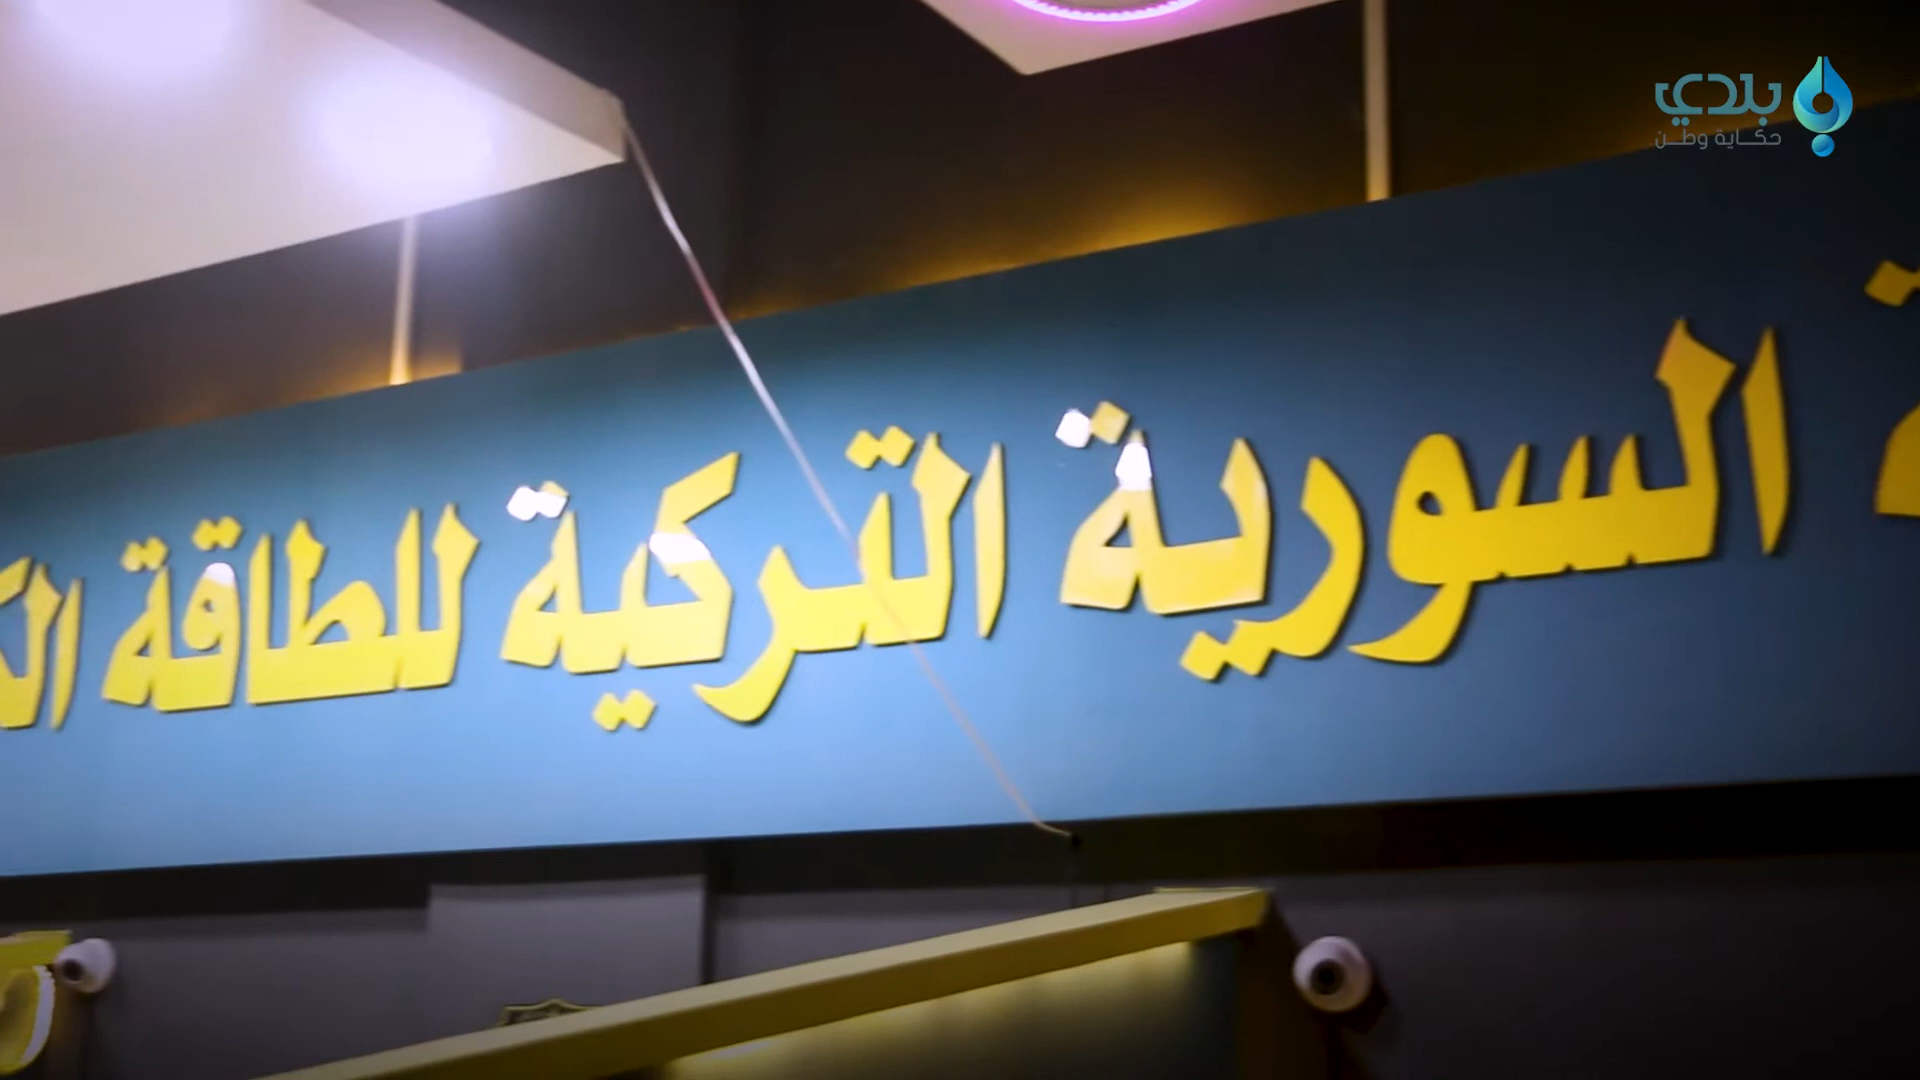 بلدي
حكاية وطن
السورية التركية للطاقة